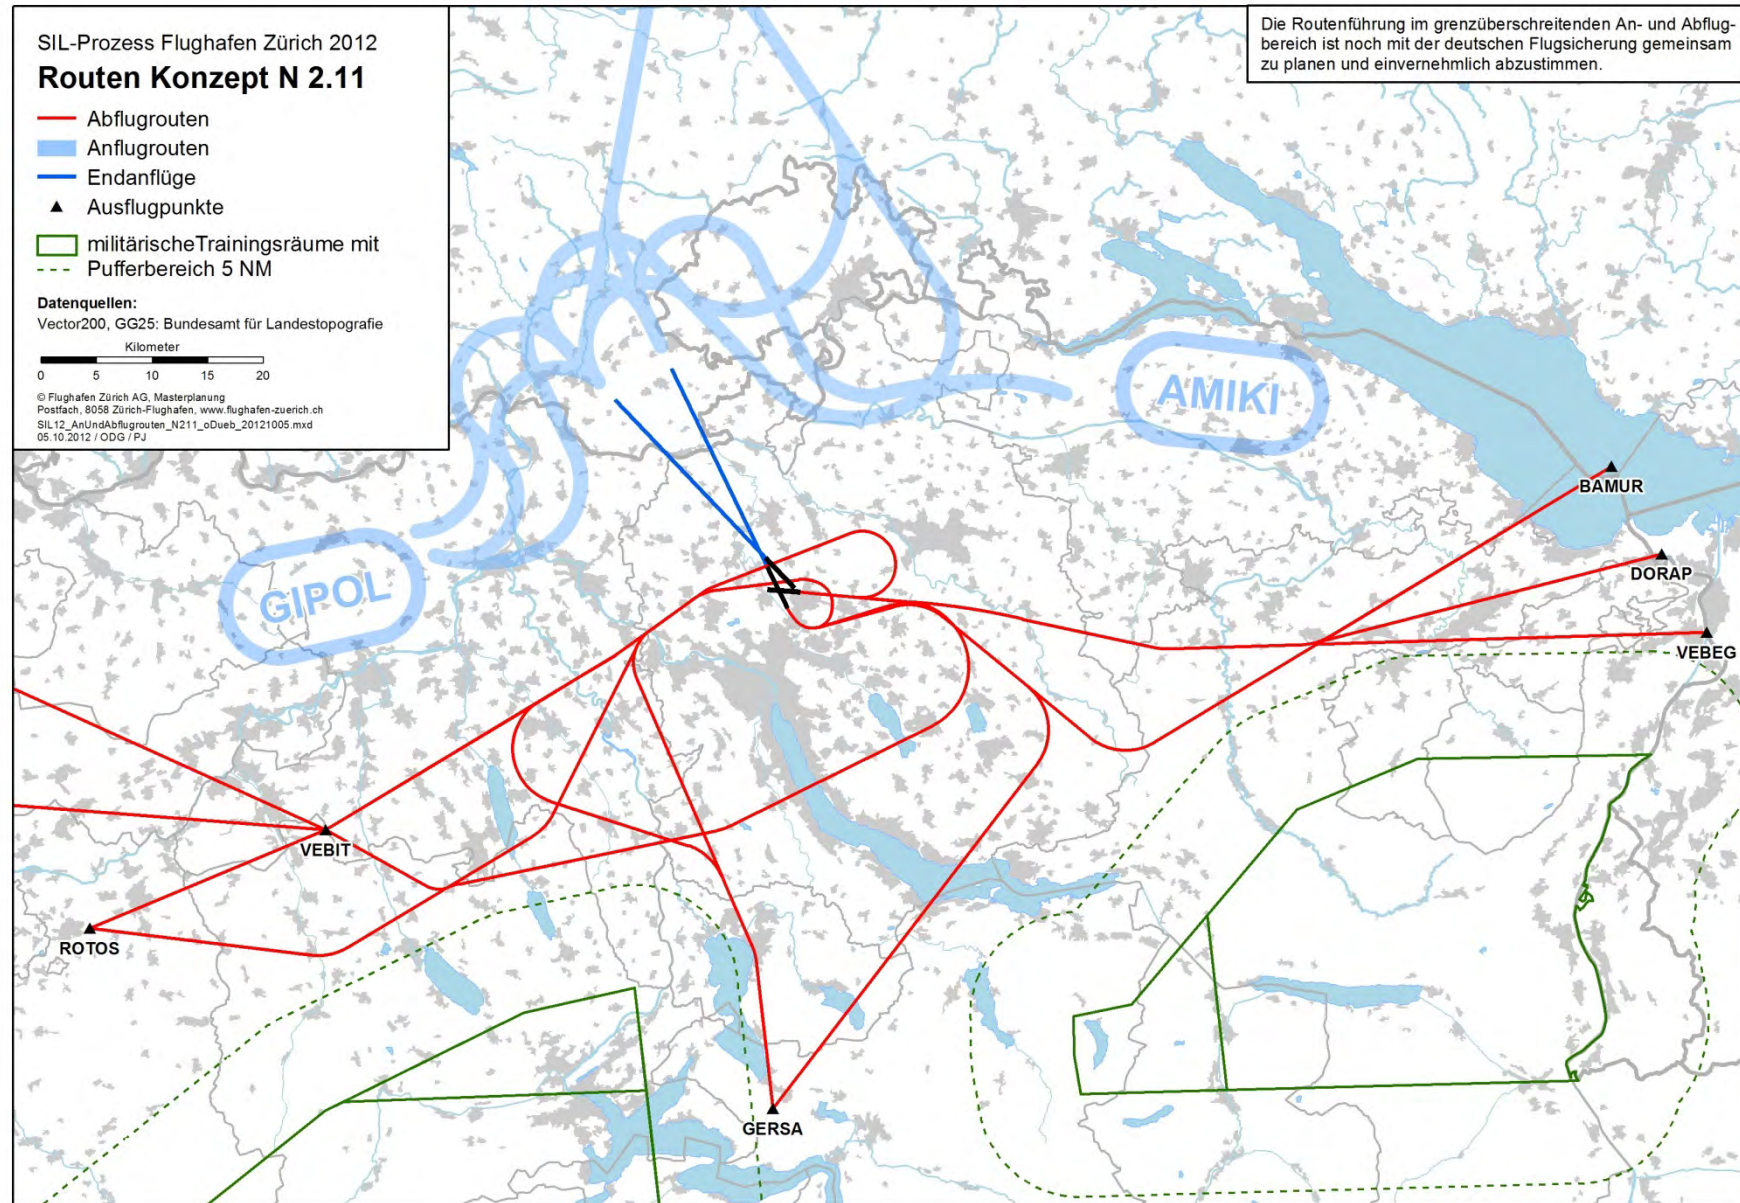 SIL-Prozess Flughafen Zürich 2012
Routen Konzept N 2.11
Abflugrouten
Anflugrouten
Endanflüge
Ausflugpunkte
militärischeTrainingsräume mit
Pufferbereich 5 NM
Datenquellen:
Vector200, GG25: Bundesamt für Landestopografie
Kilometer
0 5 10 15 20
© Flughafen Zürich AG, Masterplanung
Postfach, 8058 Zürich-Flughafen, www.flughafen-zuerich.ch
SIL12_AnUndAbflugrouten_N211_oDueb_20121005.mxd
05.10.2012 / ODG / PJ
Die Routenführung im grenzüberschreitenden An- und Abflug-
bereich ist noch mit der deutschen Flugsicherung gemeinsam
zu planen und einvernehmlich abzustimmen.
AMIKI
BAMUR
DORAP
GIPOL
VEBEG
VEBIT
ROTOS
GERSA